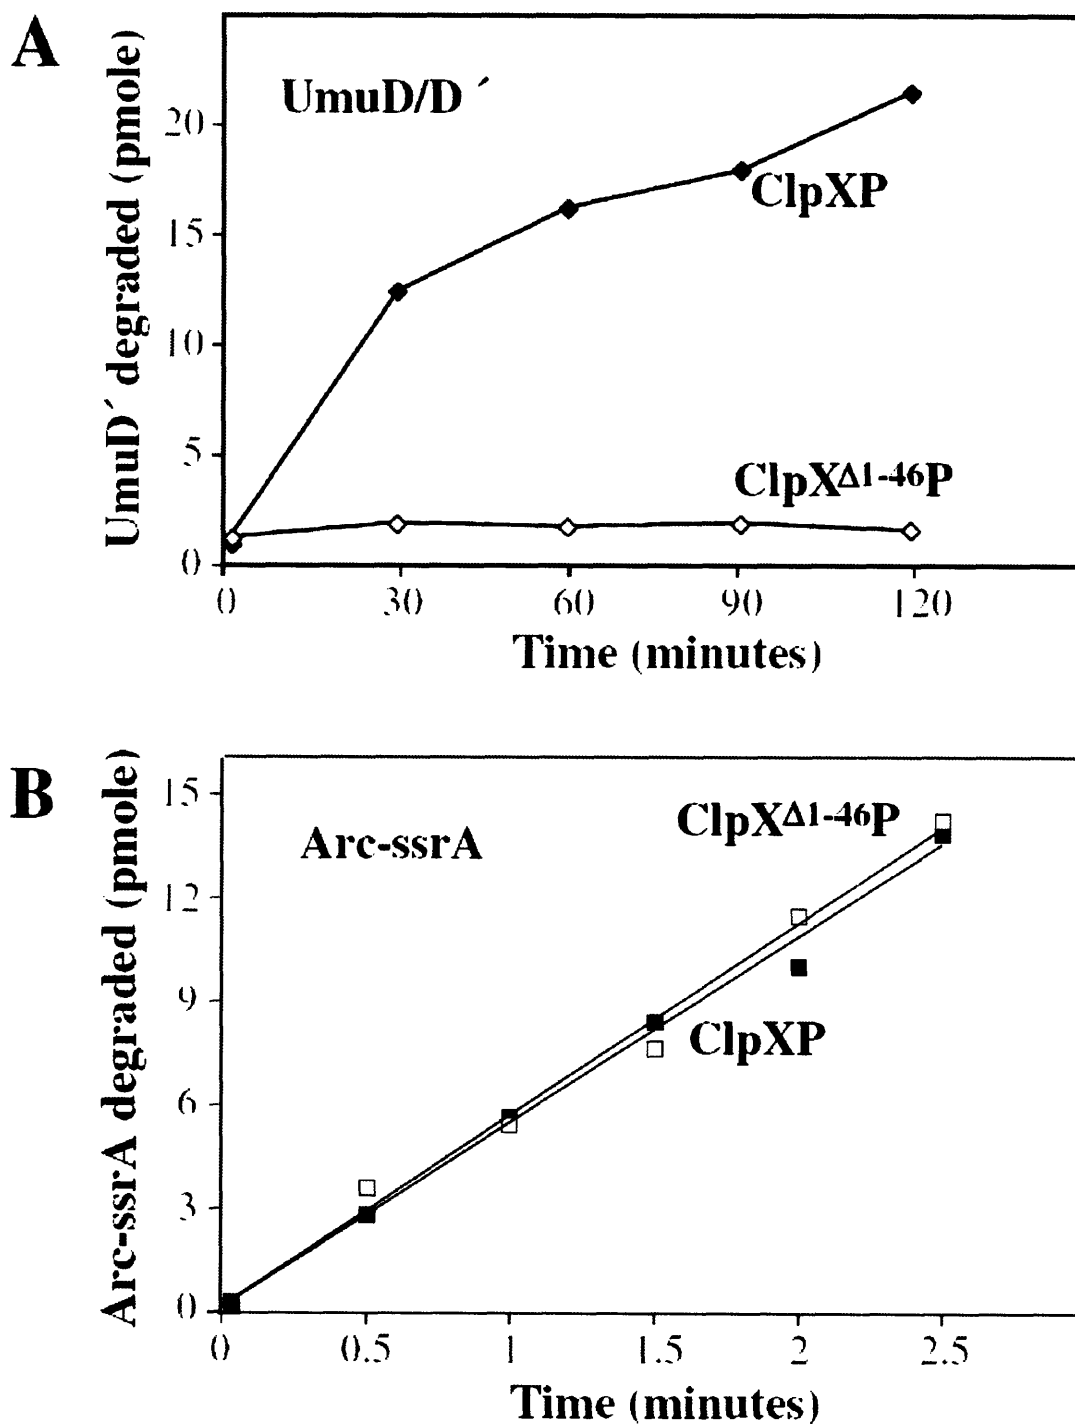 A
UmuD/D ´
UmuD´ degraded (pmole)
20
15
10
5
0
ClpXP
ClpXΔ1-46P
0 30 60 90 120
Time (minutes)
B
Arc-ssrA
Arc-ssrA degraded (pmole)
15
12
9
6
3
0
ClpXΔ1-46P
ClpXP
0 0.5 1 1.5 2 2.5
Time (minutes)